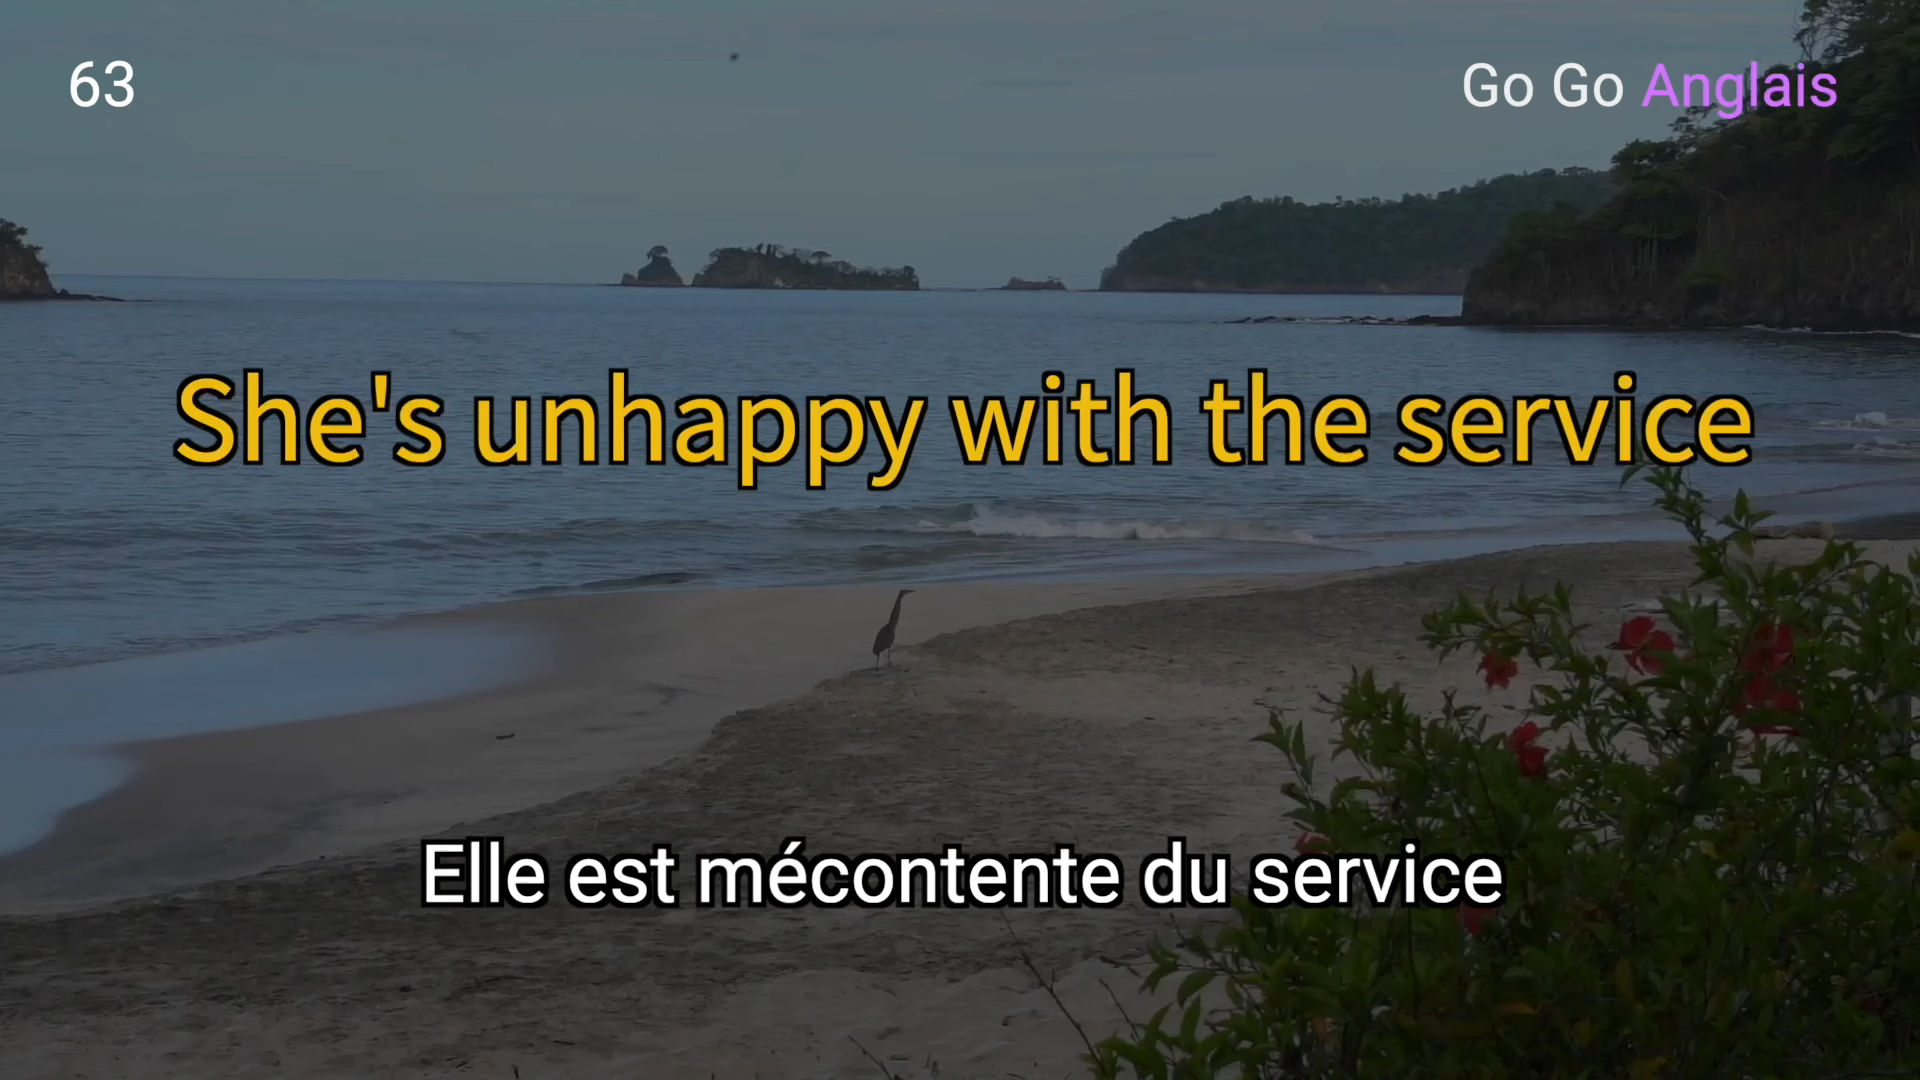 63
Go Go Anglais
She's unhappy with the service
Elle est mécontente du service